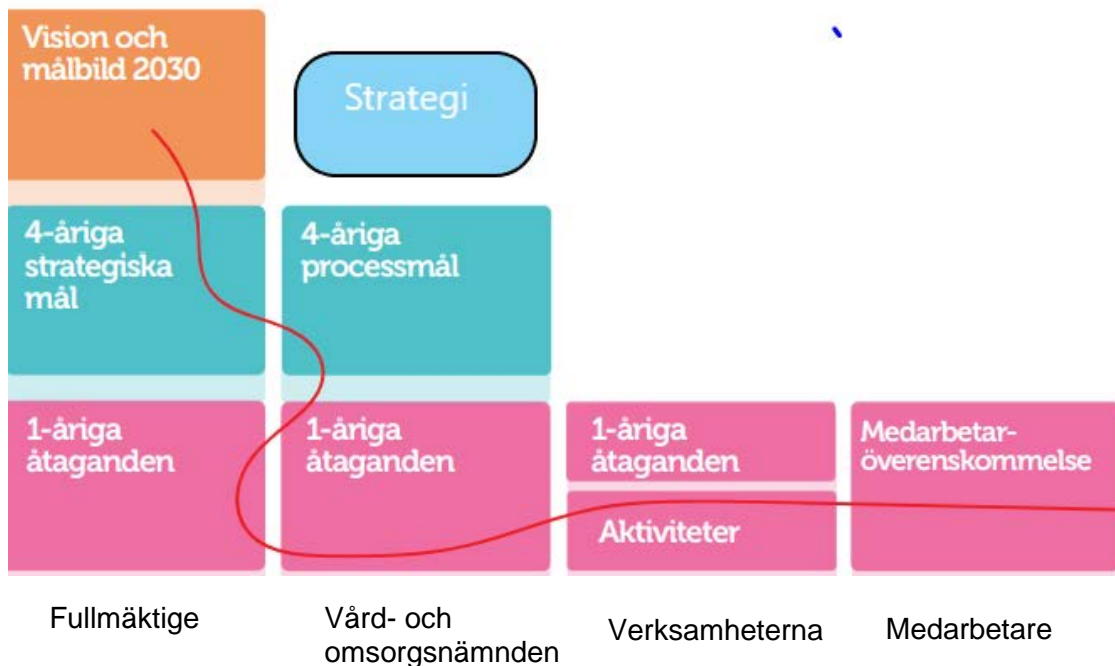 Vision och
målbild 2030
Strategi
4-åriga
strategiska
mål
4-åriga
processmål
1-åriga
åtaganden
1-åriga
åtaganden
1-åriga
åtaganden
Aktiviteter
Medarbetar-
överenskommelse
Fullmäktige
Vård- och
omsorgsnämnden
Verksamheterna
Medarbetare